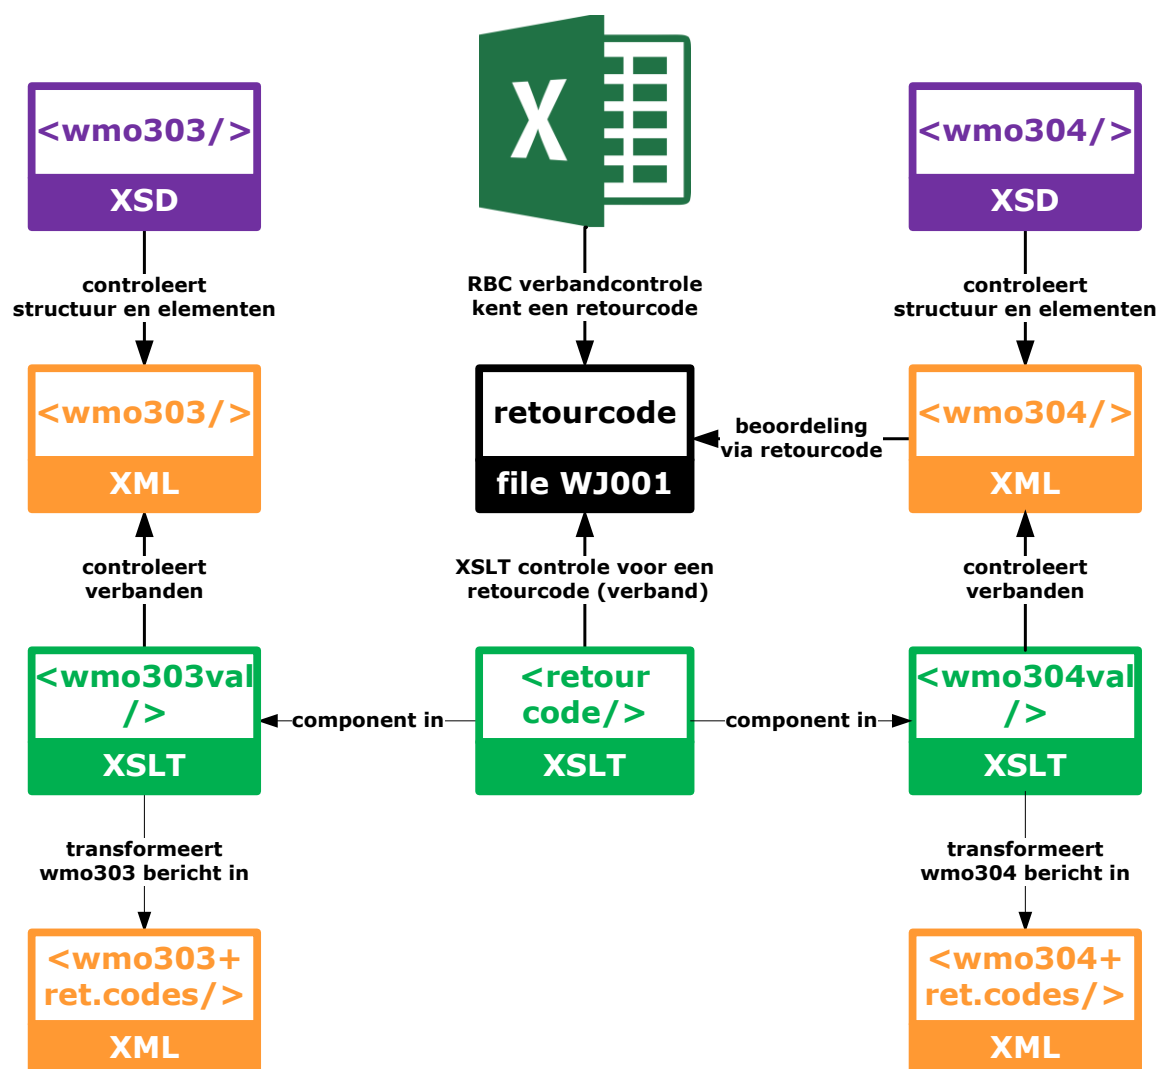 X
<wmo303/>
XSD
<wmo304/>
XSD
controleert
structuur en elementen
RBC verbandcontrole
kent een retourcode
controleert
structuur en elementen
<wmo303/>
XML
retourcode
file WJ001
beoordeling
via retourcode
<wmo304/>
XML
controleert
verbanden
XSLT controle voor een
retourcode (verband)
controleert
verbanden
<wmo303val
/>
XSLT
component in
<retour
code/>
XSLT
component in
<wmo304val
/>
XSLT
transformeert
wmo303 bericht in
transformeert
wmo304 bericht in
<wmo303+
ret.codes/>
XML
<wmo304+
ret.codes/>
XML